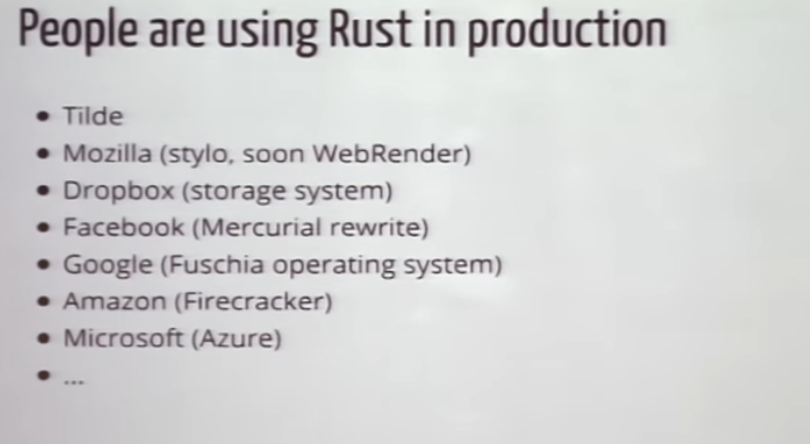 People are using Rust in production
• Tilde
• Mozilla (stylo, soon WebRender)
• Dropbox (storage system)
• Facebook (Mercurial rewrite)
• Google (Fuschia operating system)
• Amazon (Firecracker)
• Microsoft (Azure)
• ...